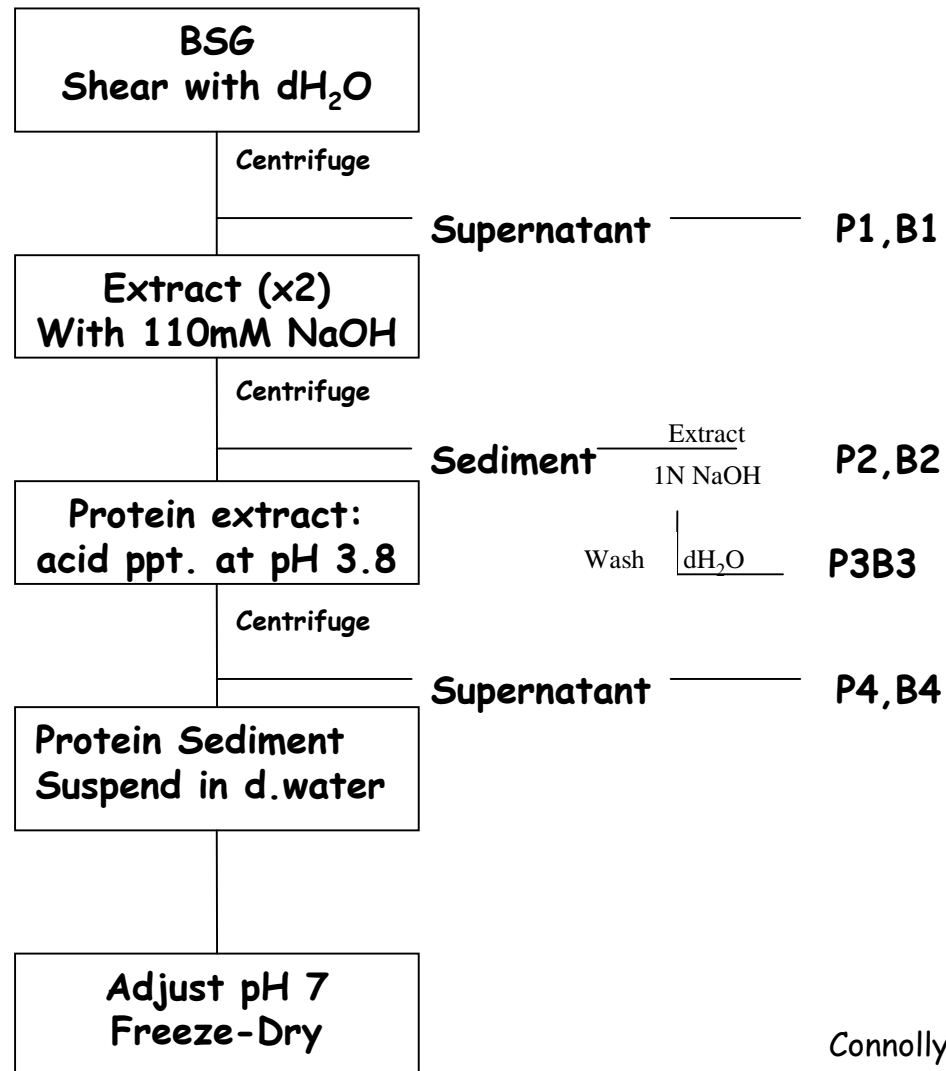 BSG
Shear with dH₂O
Centrifuge
Supernatant P1,B1
Extract (x2)
With 110mM NaOH
Centrifuge
Extract
Sediment P2,B2
1N NaOH
Protein extract:
acid ppt. at pH 3.8
Wash dH₂O P3B3
Centrifuge
Supernatant P4,B4
Protein Sediment
Suspend in d.water
Adjust pH 7
Freeze-Dry
Connolly